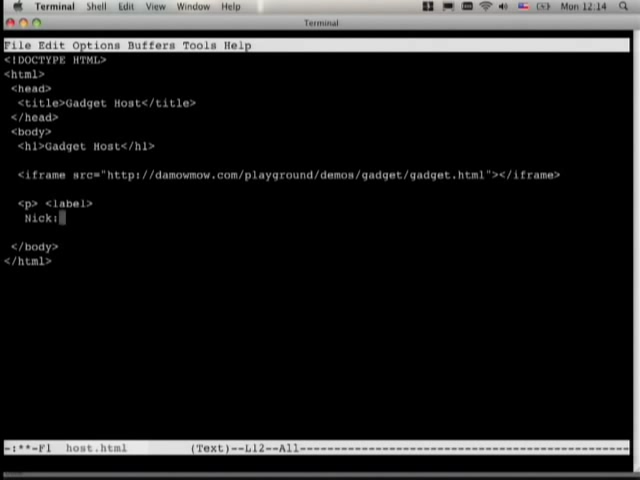 Terminal Shell Edit View Window Help Mon 12:14
Terminal
File Edit Options Buffers Tools Help
<!DOCTYPE HTML>
<html>
<head>
<title>Gadget Host</title>
</head>
<body>
<h1>Gadget Host</h1>
<iframe src="http://damowmow.com/playground/demos/gadget/gadget.html"></iframe>
<p> <label>
Nick:
</body>
</html>
-:**-F1 host.html (Text)--L12--All----------------------------------------------------